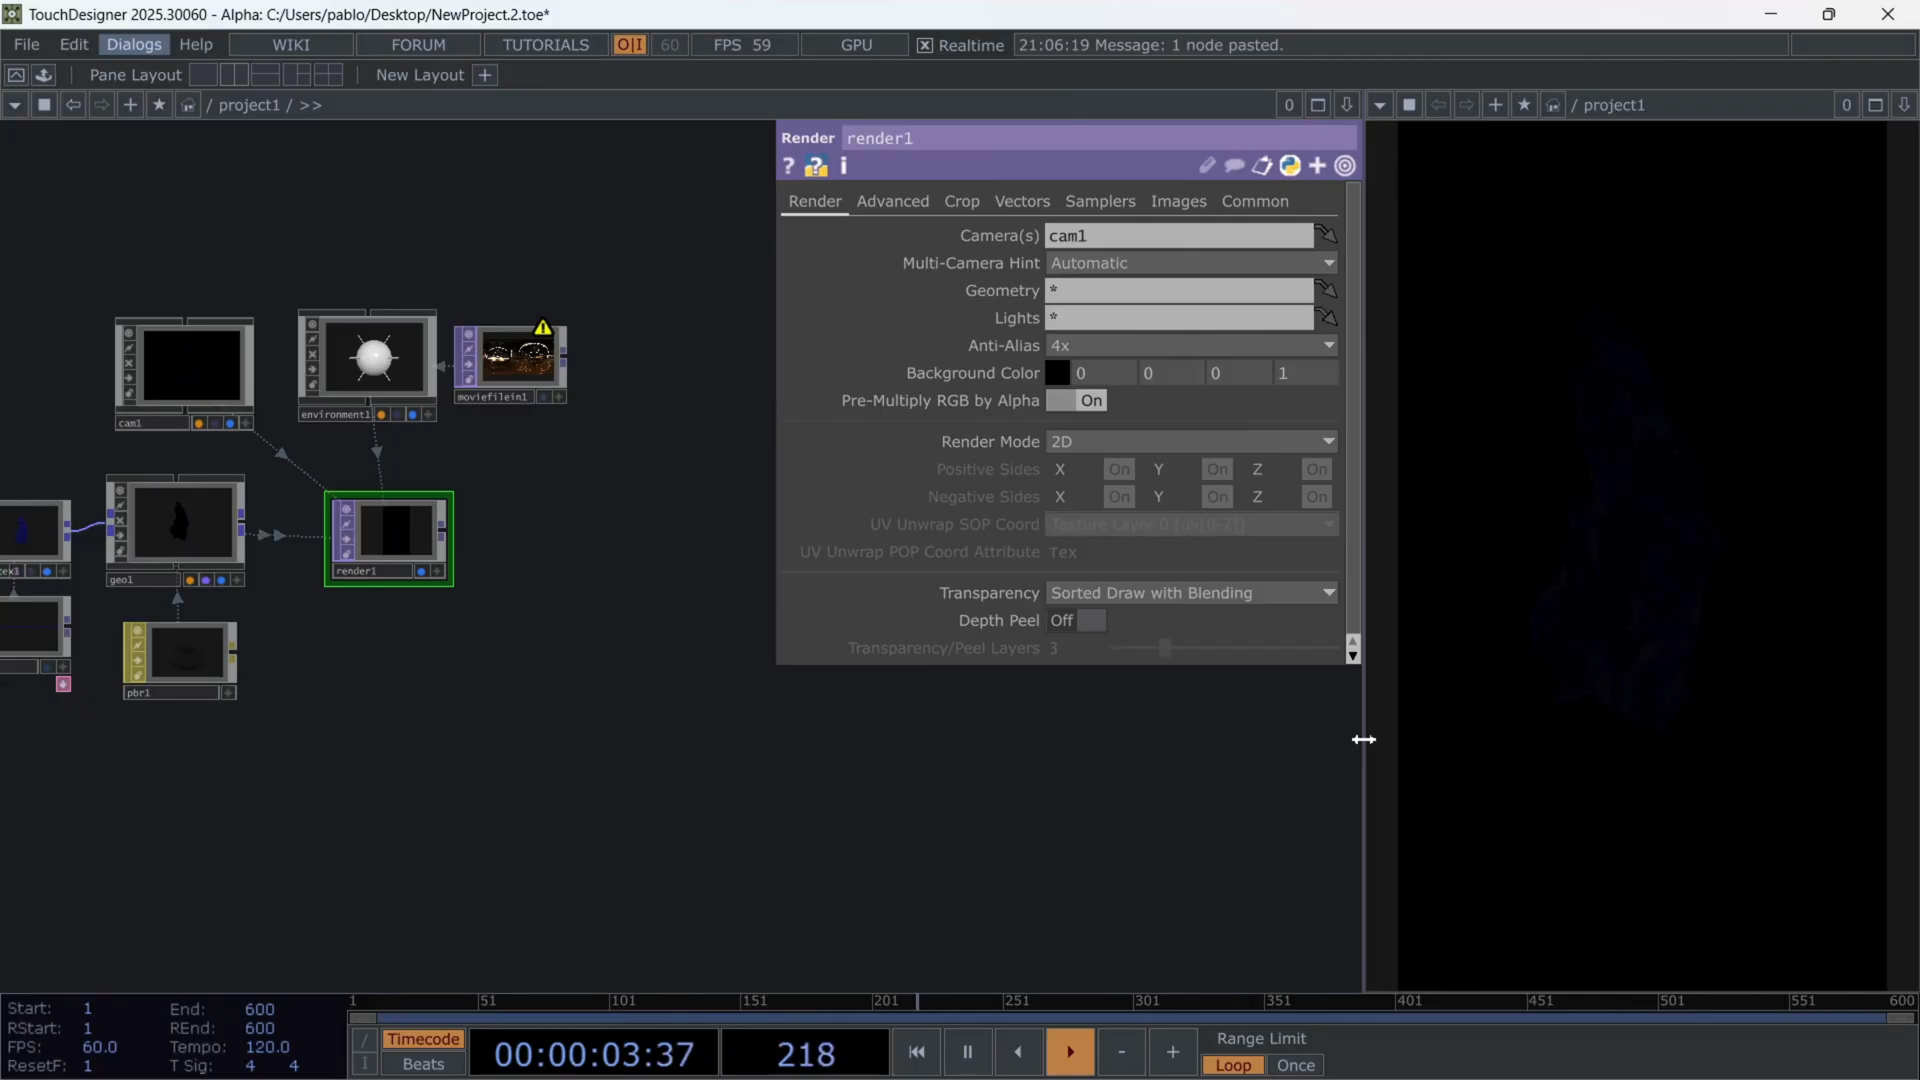 TouchDesigner 2025.30060 - Alpha: C:/Users/pablo/Desktop/NewProject.2.toe*
File Edit Dialogs Help WIKI FORUM TUTORIALS O|I 60 FPS 59 GPU X Realtime 21:06:19 Message: 1 node pasted.
Pane Layout New Layout +
/ project1 / >> 0
/ project1 0
Render render1
? ? i
Render Advanced Crop Vectors Samplers Images Common
Camera(s) cam1
Multi-Camera Hint Automatic
Geometry *
Lights *
Anti-Alias 4x
Background Color 0 0 0 1
Pre-Multiply RGB by Alpha On
Render Mode 2D
Positive Sides X On Y On Z On
Negative Sides X On Y On Z On
UV Unwrap SOP Coord Texture Layer 0 (uv[0-2])
UV Unwrap POP Coord Attribute Tex
Transparency Sorted Draw with Blending
Depth Peel Off
Transparency/Peel Layers 3
cam1
environment1
moviefilein1
geo1
render1
pbr1
Start: 1 End: 600
RStart: 1 REnd: 600
FPS: 60.0 Tempo: 120.0
ResetF: 1 T Sig: 4 4
1 51 101 151 201 251 301 351 401 451 501 551 600
Timecode
Beats
00:00:03:37
218
- +
Range Limit
Loop Once